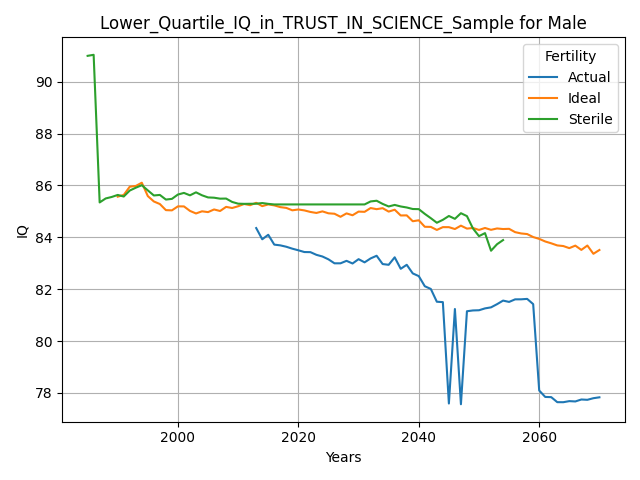 Lower_Quartile_IQ_in_TRUST_IN_SCIENCE_Sample for Male
Fertility
Actual
Ideal
Sterile
IQ
90
88
86
84
82
80
78
2000
2020
2040
2060
Years